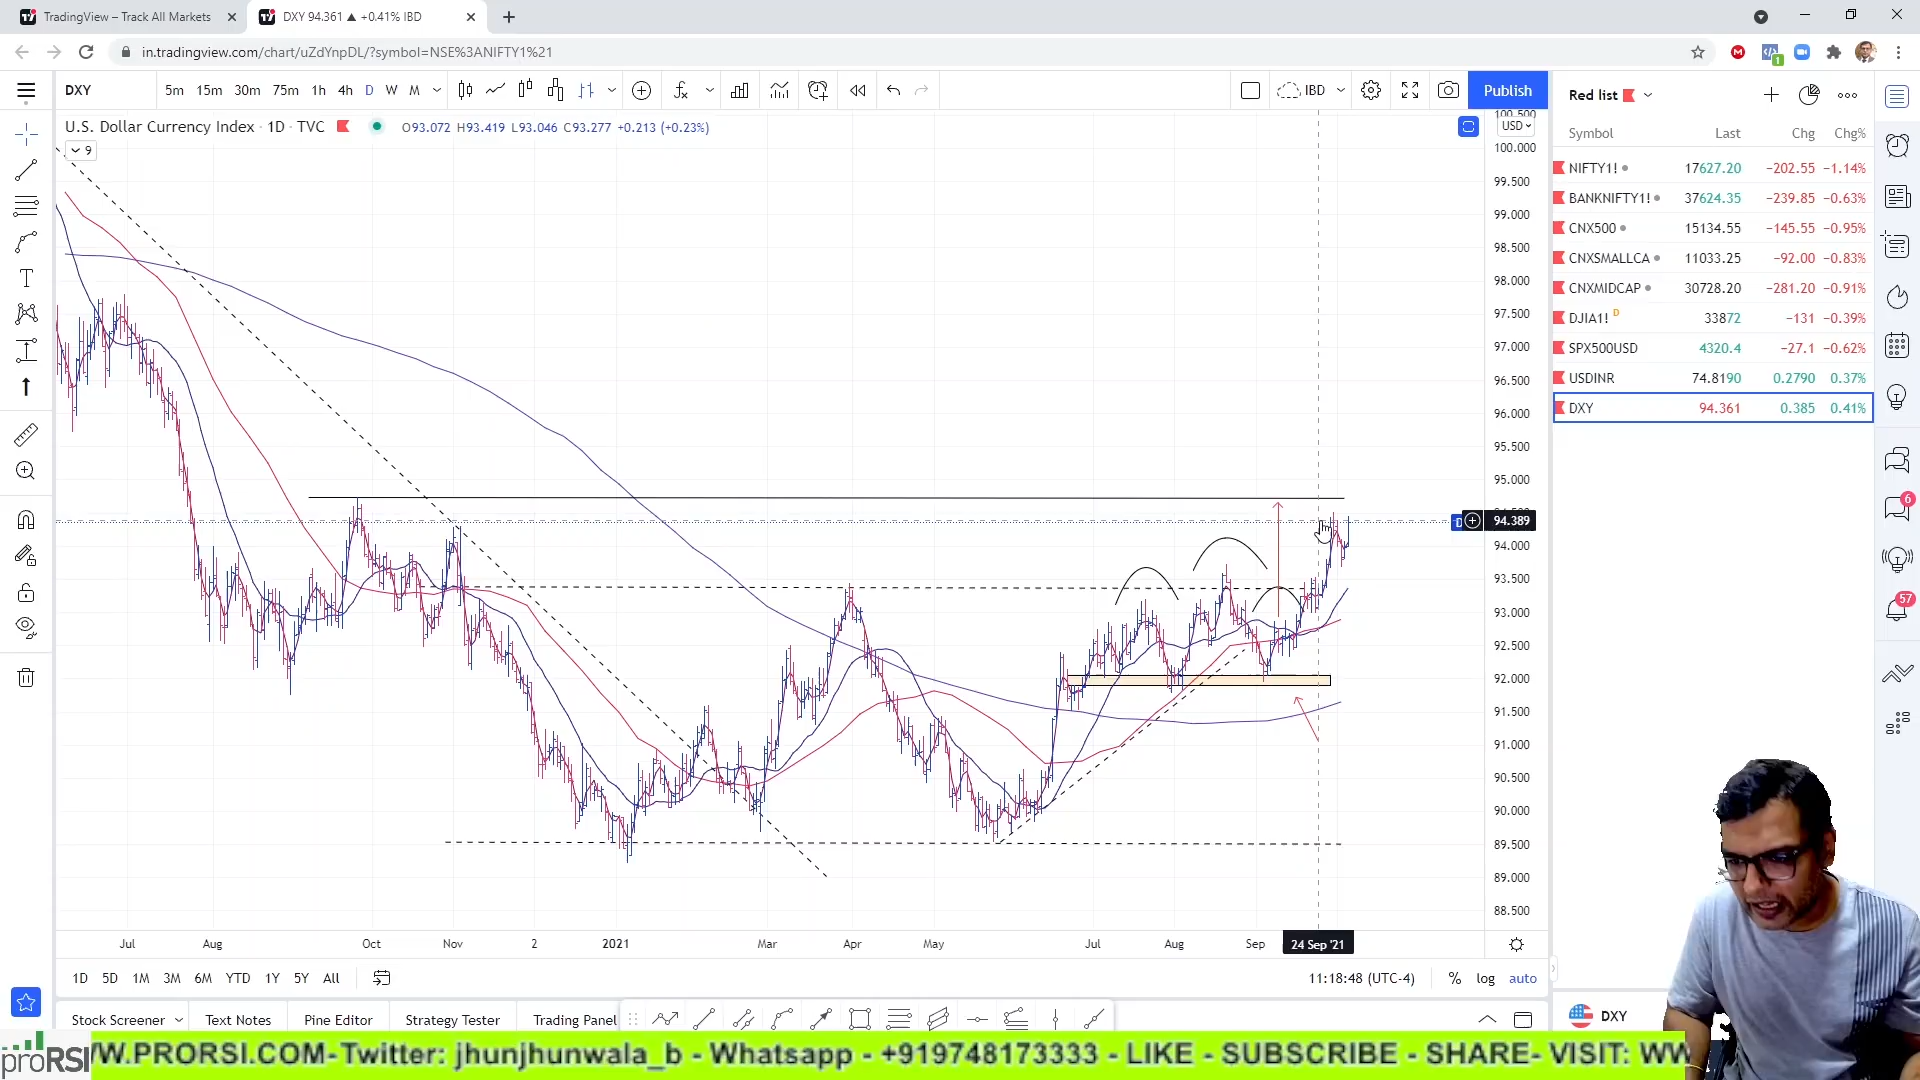 TradingView – Track All Markets
DXY 94.361 ▲ +0.41% IBD
in.tradingview.com/chart/uZdYnpDL/?symbol=NSE%3ANIFTY1%21
DXY 5m 15m 30m 75m 1h 4h D W M IBD Publish
Red list
U.S. Dollar Currency Index · 1D · TVC O93.072 H93.419 L93.046 C93.277 +0.213 (+0.23%)
9
USD
Symbol Last Chg Chg%
NIFTY1! 17627.20 −202.55 −1.14%
BANKNIFTY1! 37624.35 −239.85 −0.63%
CNX500 15134.55 −145.55 −0.95%
CNXSMALLCA 11033.25 −92.00 −0.83%
CNXMIDCAP 30728.20 −281.20 −0.91%
DJIA1! D 33872 −131 −0.39%
SPX500USD 4320.4 −27.1 −0.62%
USDINR 74.8190 0.2790 0.37%
DXY 94.361 0.385 0.41%
6
57
100.500
100.000
99.500
99.000
98.500
98.000
97.500
97.000
96.500
96.000
95.500
95.000
94.389
94.000
93.500
93.000
92.500
92.000
91.500
91.000
90.500
90.000
89.500
89.000
88.500
Jul Aug Oct Nov 2 2021 Mar Apr May Jul Aug Sep 24 Sep '21
1D 5D 1M 3M 6M YTD 1Y 5Y All
11:18:48 (UTC-4) % log auto
Stock Screener Text Notes Pine Editor Strategy Tester Trading Panel
DXY
proRSI
W.PRORSI.COM-Twitter: jhunjhunwala_b - Whatsapp - +919748173333 - LIKE - SUBSCRIBE - SHARE- VISIT: WW